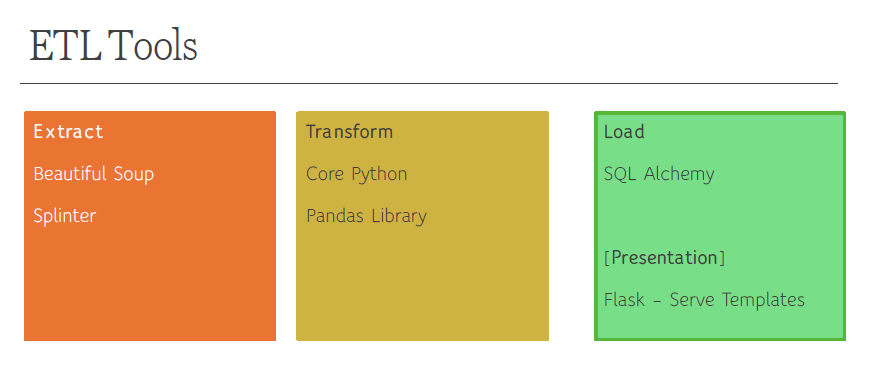 ETL Tools
Extract
Beautiful Soup
Splinter
Transform
Core Python
Pandas Library
Load
SQL Alchemy
[Presentation]
Flask – Serve Templates